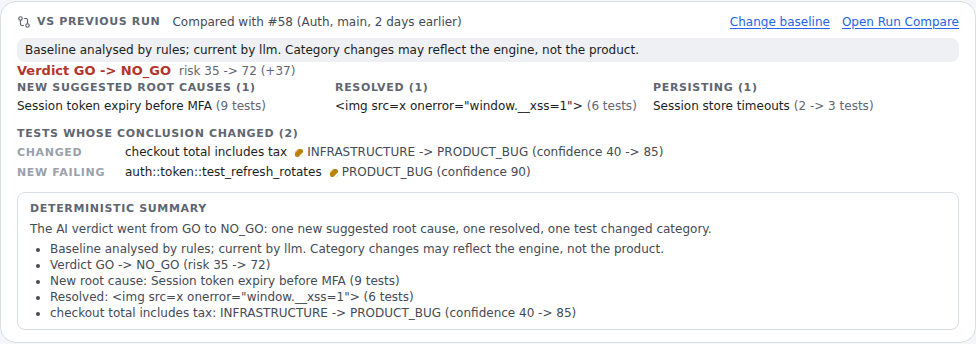 VS PREVIOUS RUN Compared with #58 (Auth, main, 2 days earlier) Change baseline Open Run Compare
Baseline analysed by rules; current by llm. Category changes may reflect the engine, not the product.
Verdict GO -> NO_GO risk 35 -> 72 (+37)
NEW SUGGESTED ROOT CAUSES (1) RESOLVED (1) PERSISTING (1)
Session token expiry before MFA (9 tests) <img src=x onerror="window.__xss=1"> (6 tests) Session store timeouts (2 -> 3 tests)
TESTS WHOSE CONCLUSION CHANGED (2)
CHANGED checkout total includes tax INFRASTRUCTURE -> PRODUCT_BUG (confidence 40 -> 85)
NEW FAILING auth::token::test_refresh_rotates PRODUCT_BUG (confidence 90)
DETERMINISTIC SUMMARY
The AI verdict went from GO to NO_GO: one new suggested root cause, one resolved, one test changed category.
• Baseline analysed by rules; current by llm. Category changes may reflect the engine, not the product.
• Verdict GO -> NO_GO (risk 35 -> 72)
• New root cause: Session token expiry before MFA (9 tests)
• Resolved: <img src=x onerror="window.__xss=1"> (6 tests)
• checkout total includes tax: INFRASTRUCTURE -> PRODUCT_BUG (confidence 40 -> 85)